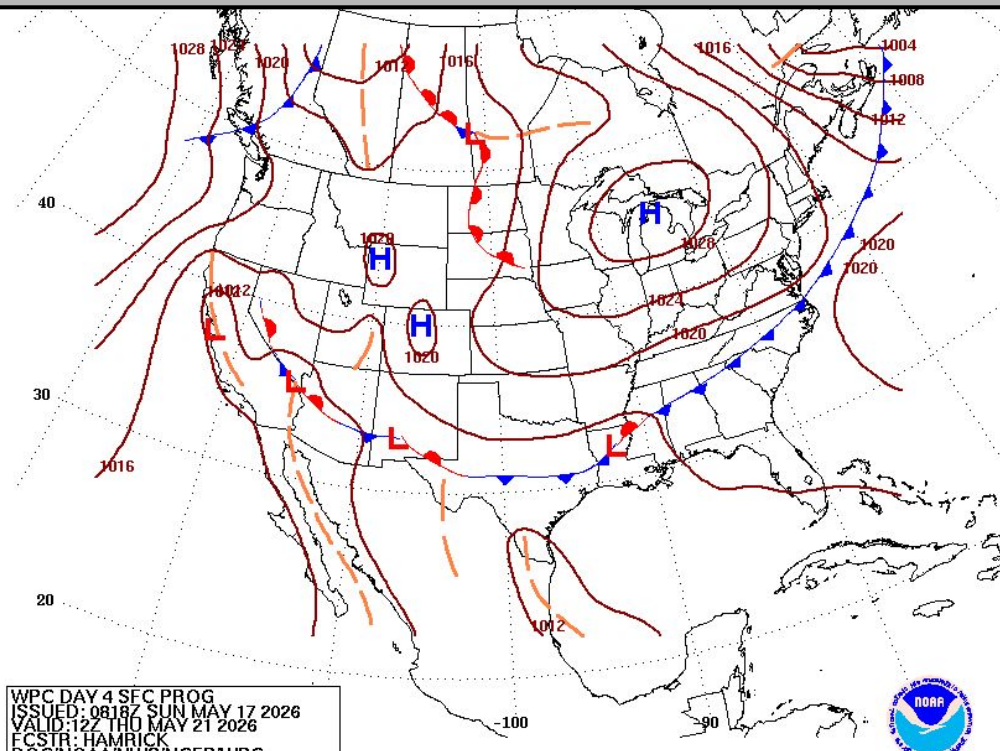 1028
1020
1012
1016
1016
1004
1008
1012
40
H
L
H
1028
1020
H
1020
1020
1012
L
1024
H
1020
1020
30
L
L
L
1016
20
1012
WPC DAY 4 SFC PROG
ISSUED: 0818Z SUN MAY 17 2026
VALID:12Z THU MAY 21 2026
FCSTR: HAMRICK
-100
-90
NOAA